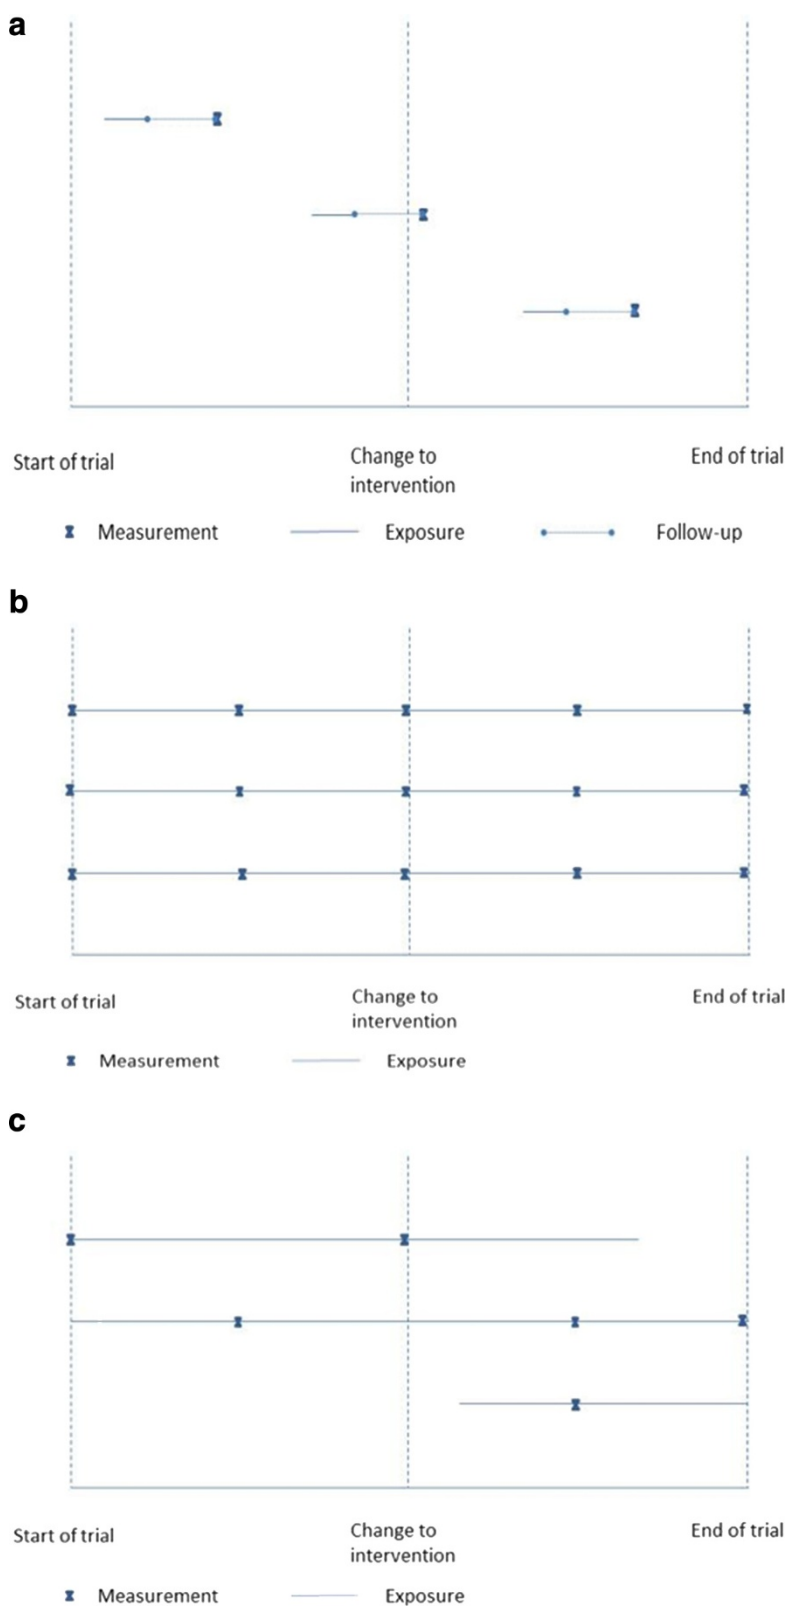 a
Start of trial
Change to
intervention
End of trial
Measurement
Exposure
Follow-up
b
Start of trial
Change to
intervention
End of trial
Measurement
Exposure
c
Start of trial
Change to
intervention
End of trial
Measurement
Exposure